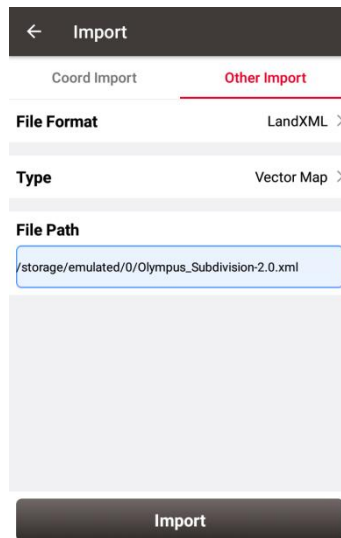 Import
Coord Import Other Import
File Format LandXML
Type Vector Map
File Path
/storage/emulated/0/Olympus_Subdivision-2.0.xml
Import